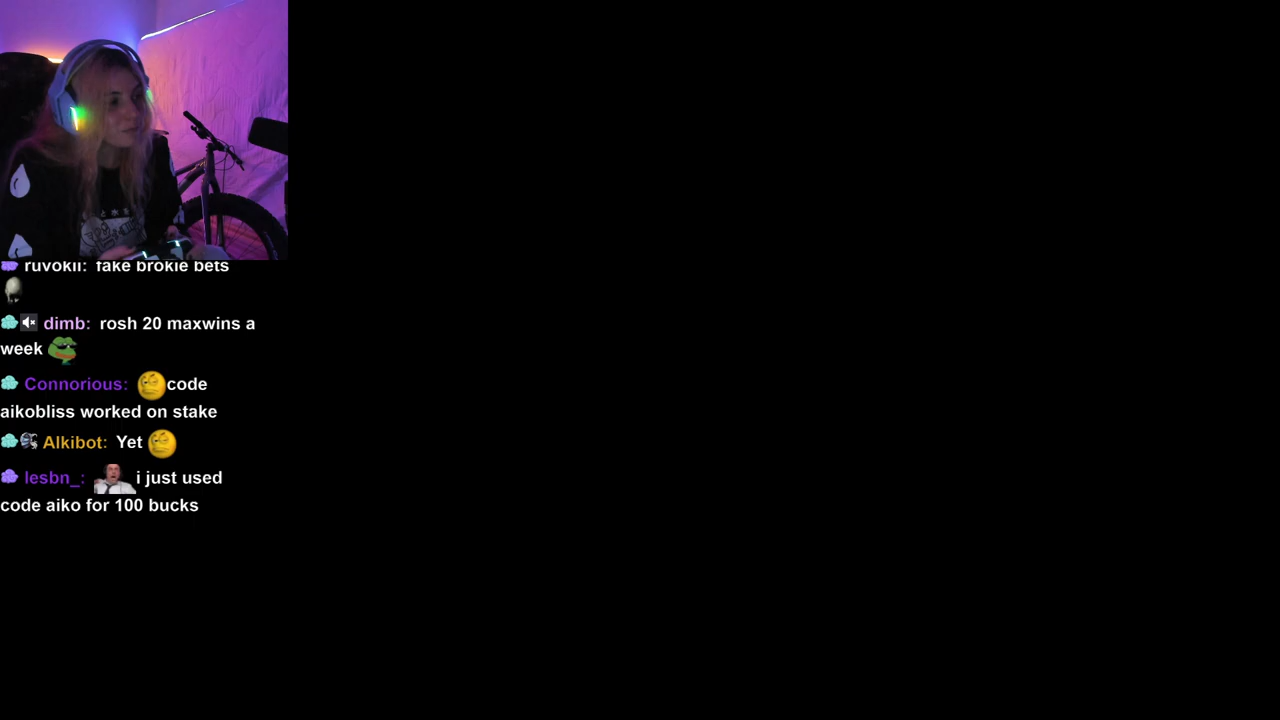 ruvokii: fake brokie bets
dimb: rosh 20 maxwins a
week
Connorious: code
aikobliss worked on stake
Alkibot: Yet
lesbn_: i just used
code aiko for 100 bucks